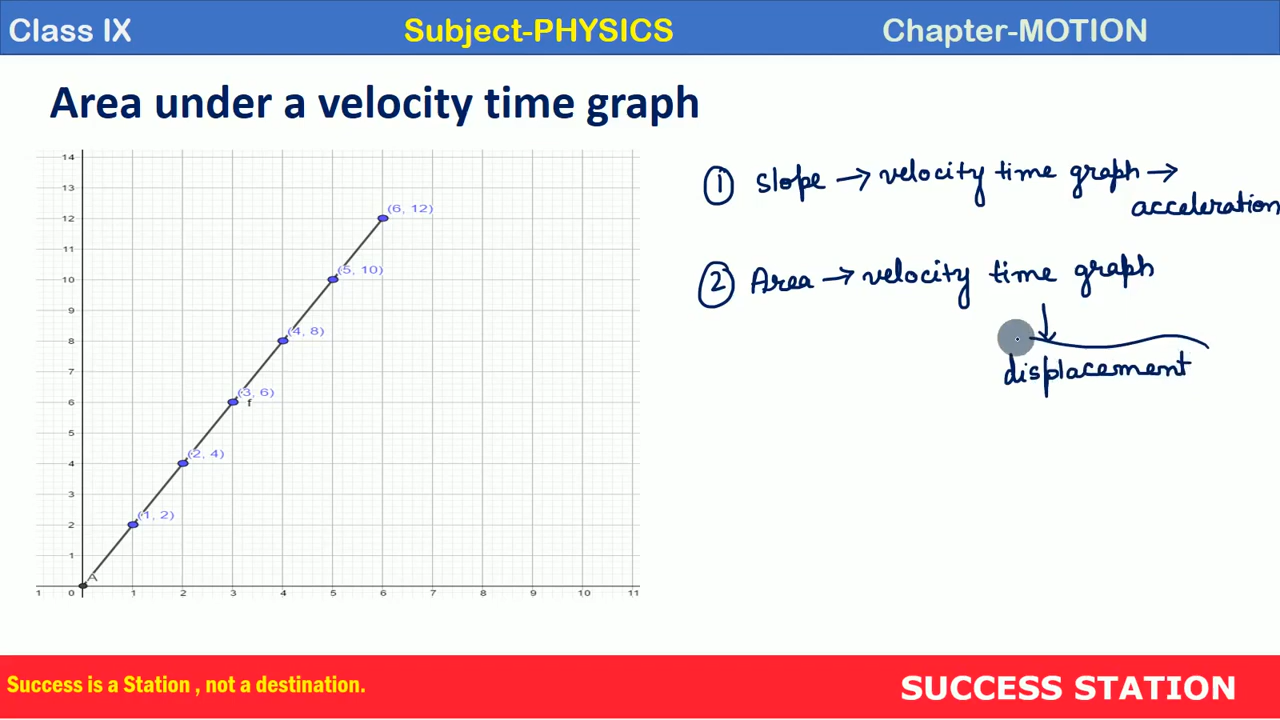 Class IX Subject-PHYSICS Chapter-MOTION
Area under a velocity time graph
① Slope → velocity time graph →
acceleration
② Area → velocity time graph
↓
displacement
14
13
12 (6, 12)
11
10 (5, 10)
9
8 (4, 8)
7
6 (3, 6)
f
5
4 (2, 4)
3
2 (1, 2)
1
A
1 0 1 2 3 4 5 6 7 8 9 10 11
Success is a Station , not a destination. SUCCESS STATION